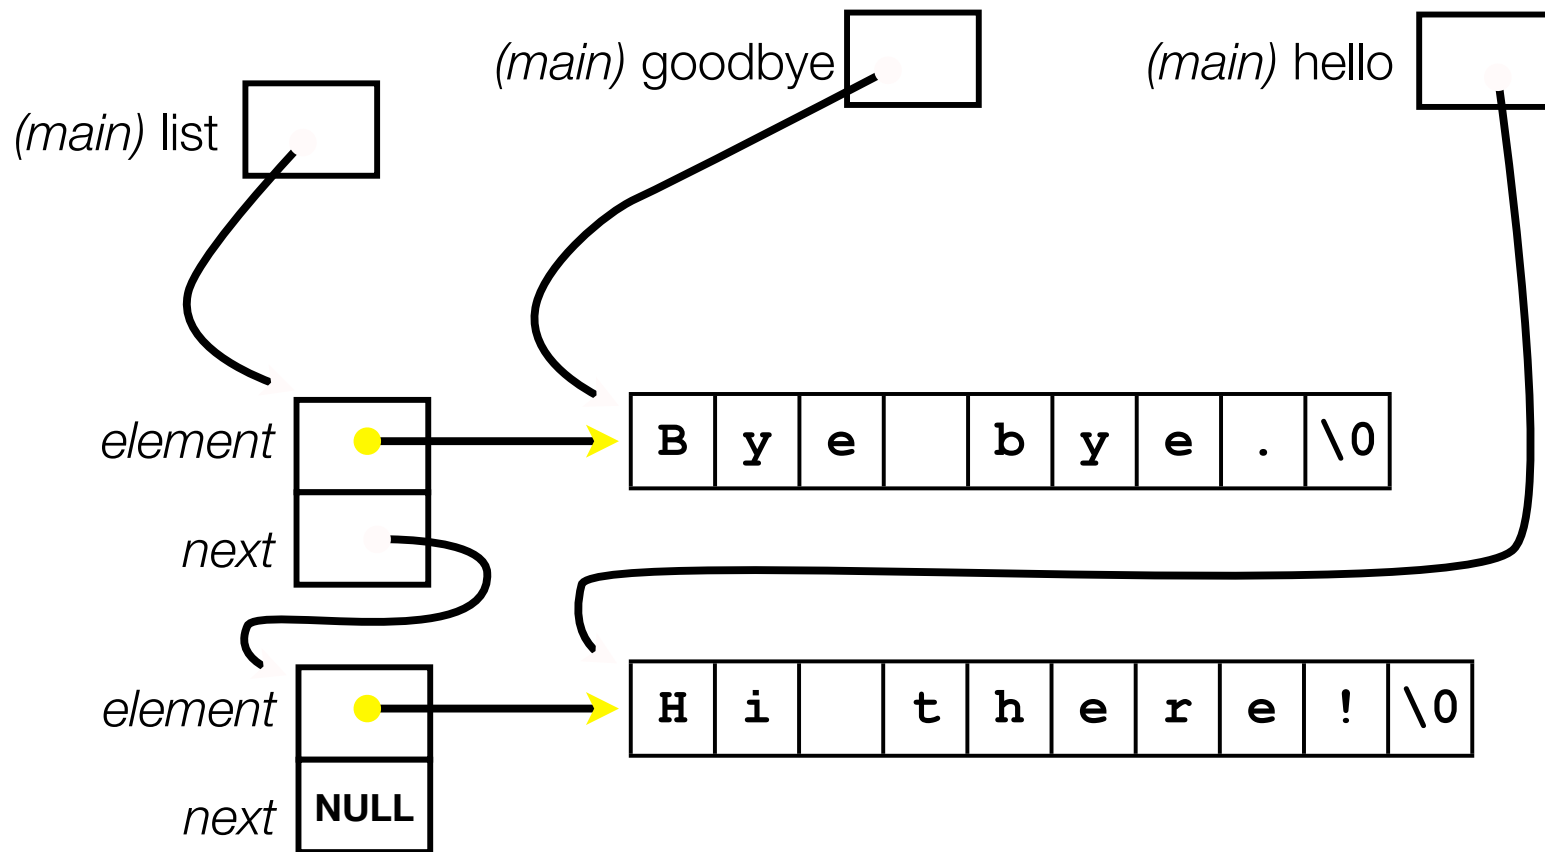 (main) goodbye
(main) hello
(main) list
element
B y e b y e . \0
next
element
H i t h e r e ! \0
next
NULL